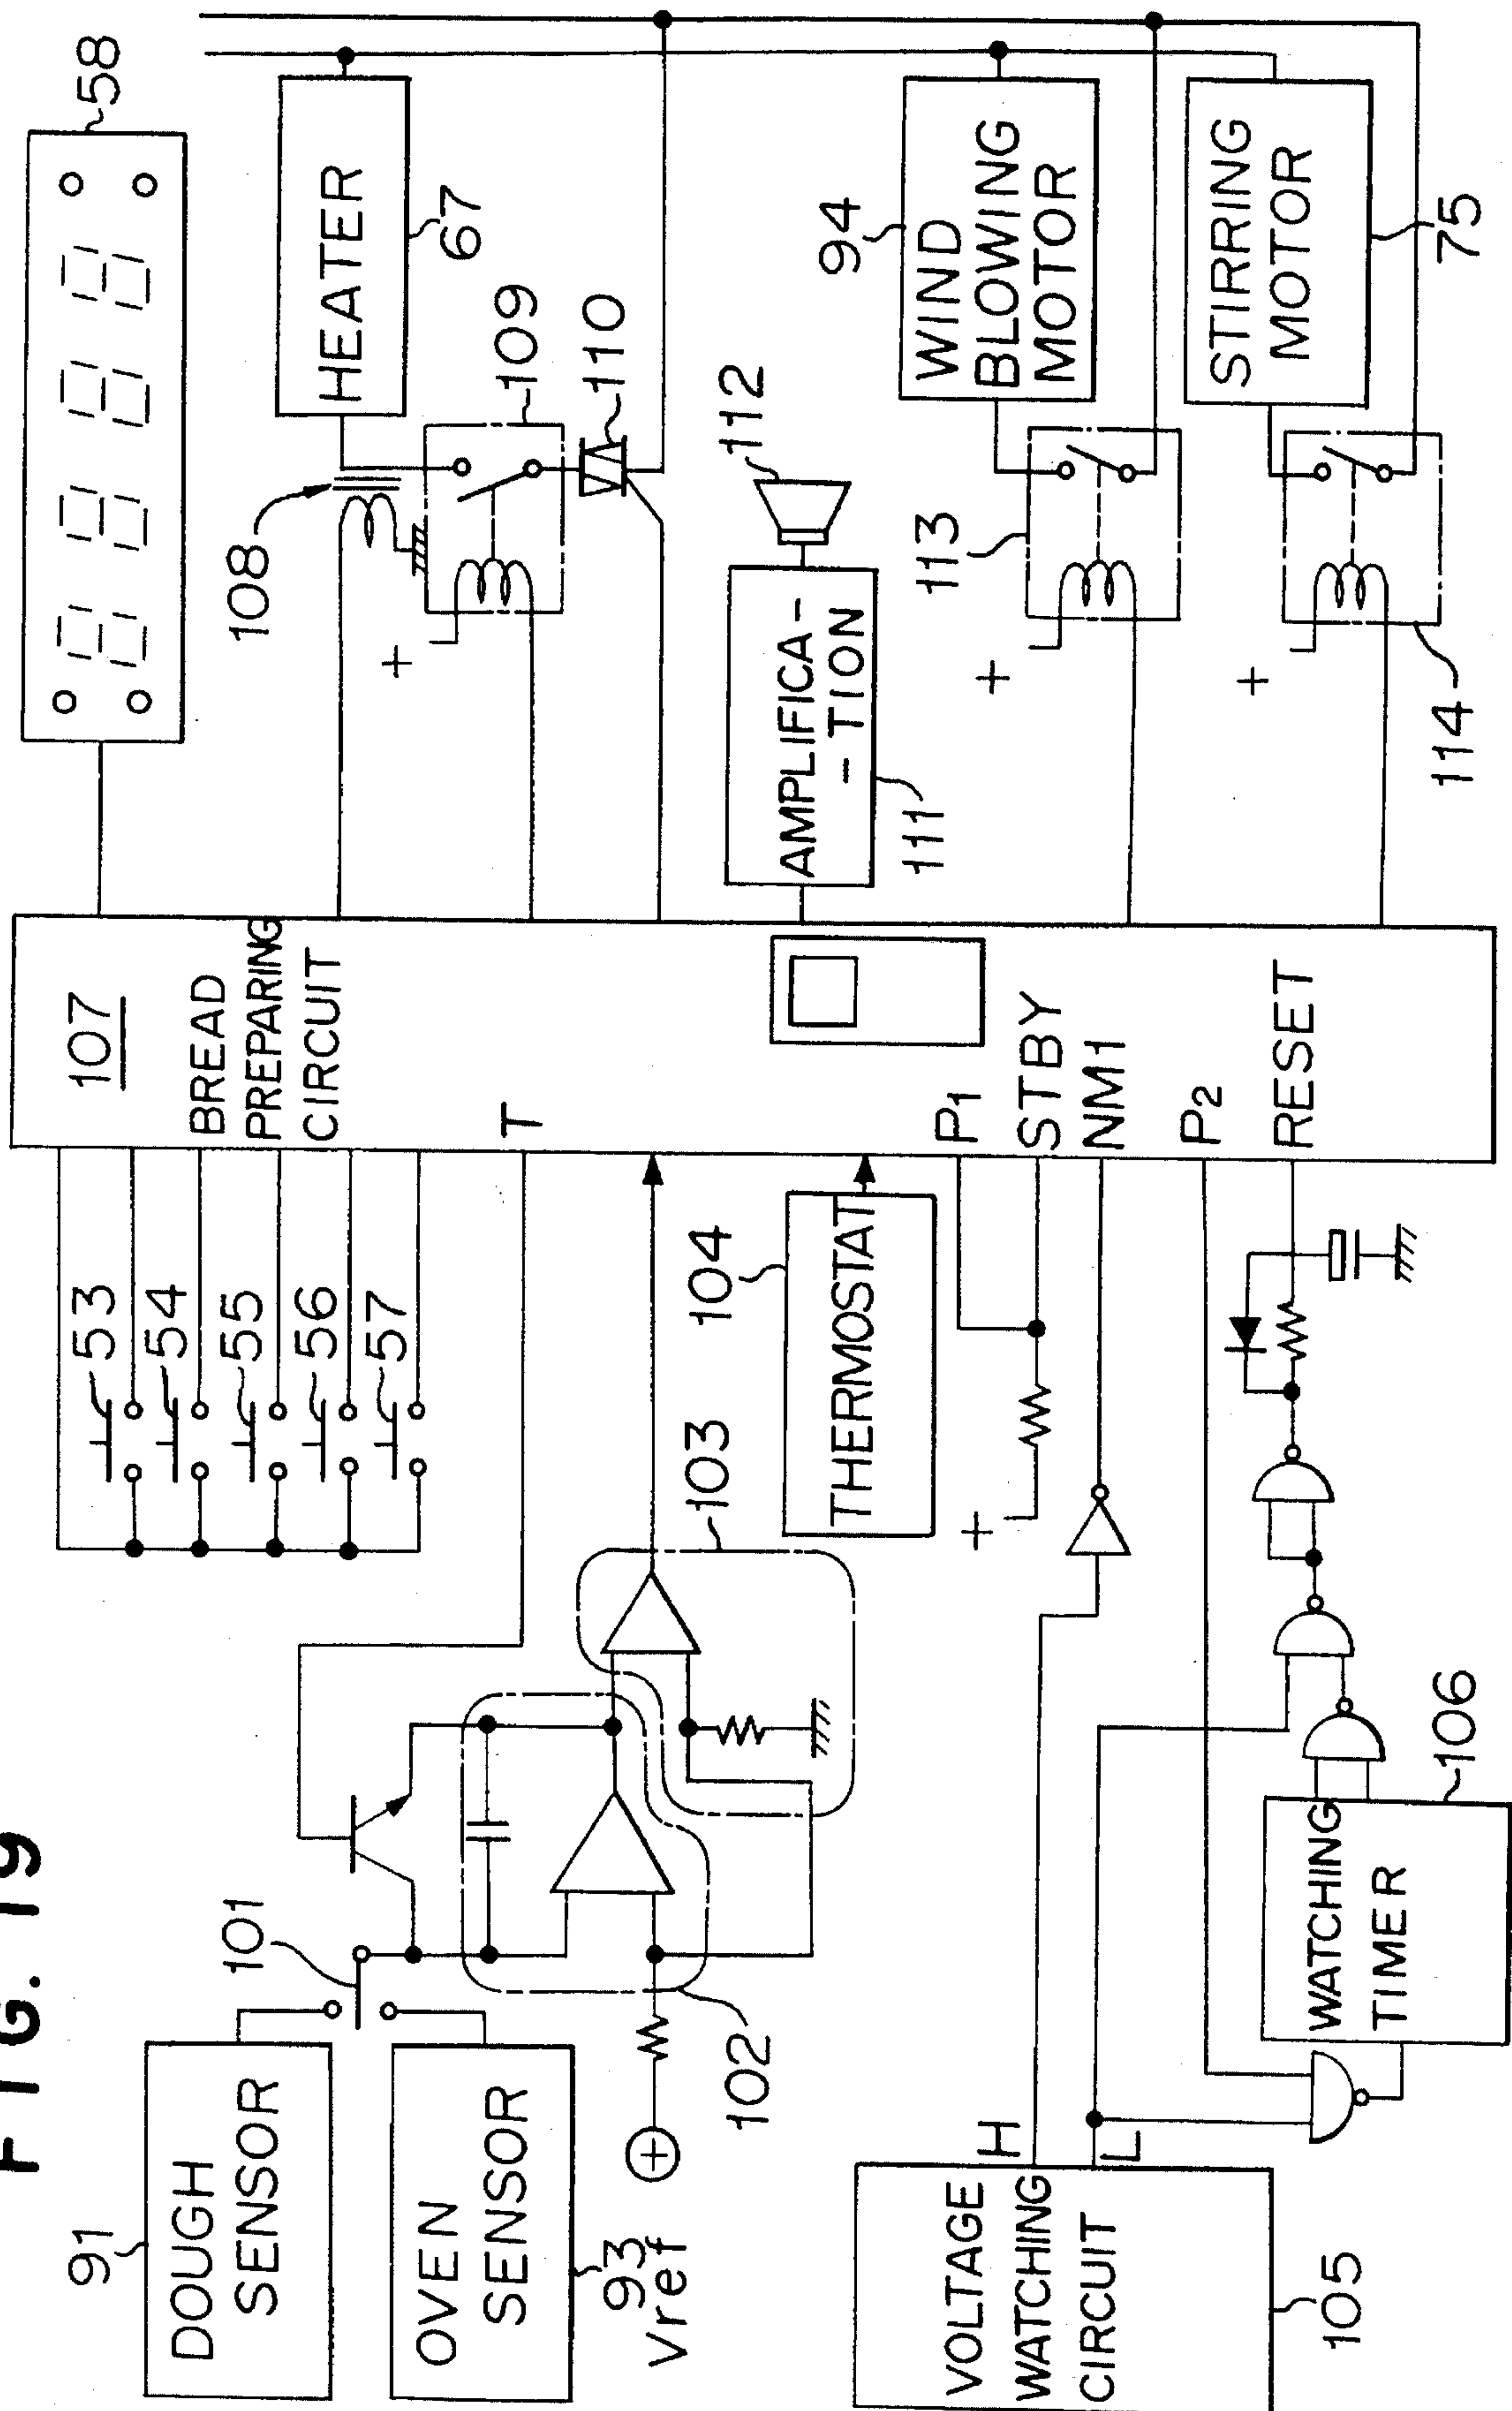 FIG. 19
91
DOUGH
SENSOR
OVEN
SENSOR
93
Vref
+
101
102
103
53
54
55
56
57
107
BREAD
PREPARING
CIRCUIT
T
P1
STBY
NM1
P2
RESET
THERMOSTAT
104
+
VOLTAGE
WATCHING
CIRCUIT
105
H
L
WATCHING
TIMER
106
58
HEATER
67
108
109
110
+
AMPLIFICA-
-TION
111
112
WIND
BLOWING
MOTOR
94
113
+
STIRRING
MOTOR
75
114
+